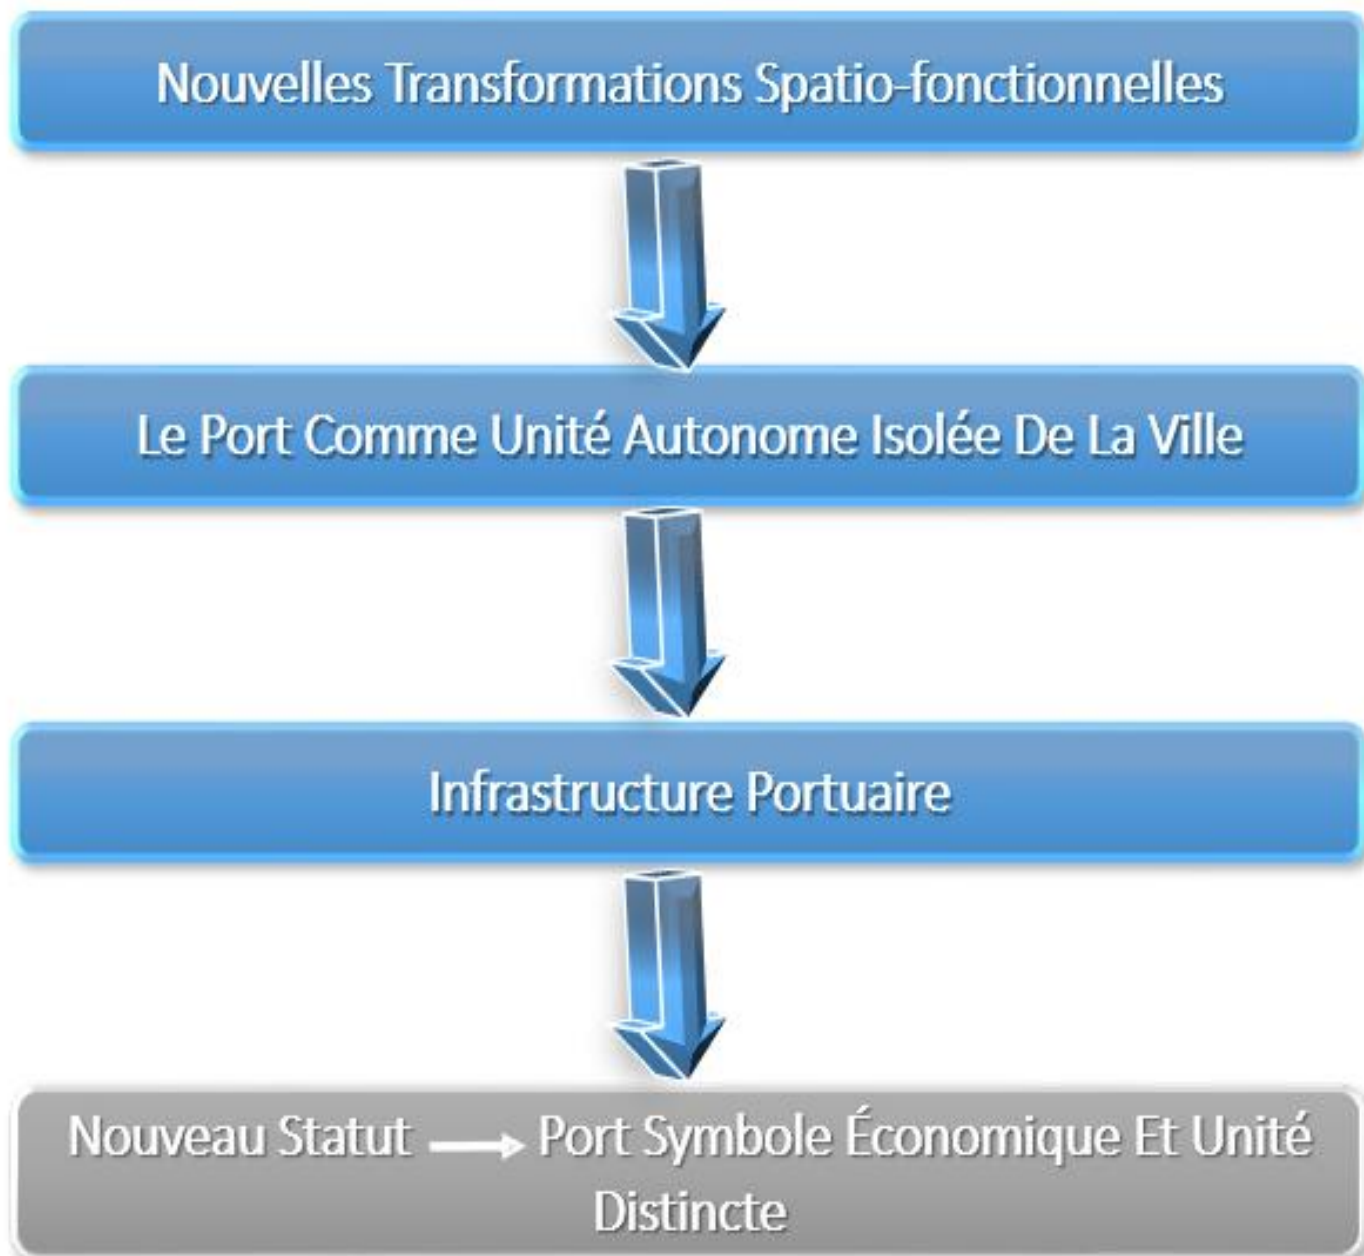 Nouvelles Transformations Spatio-fonctionnelles
Le Port Comme Unité Autonome Isolée De La Ville
Infrastructure Portuaire
Nouveau Statut → Port Symbole Économique Et Unité
Distincte